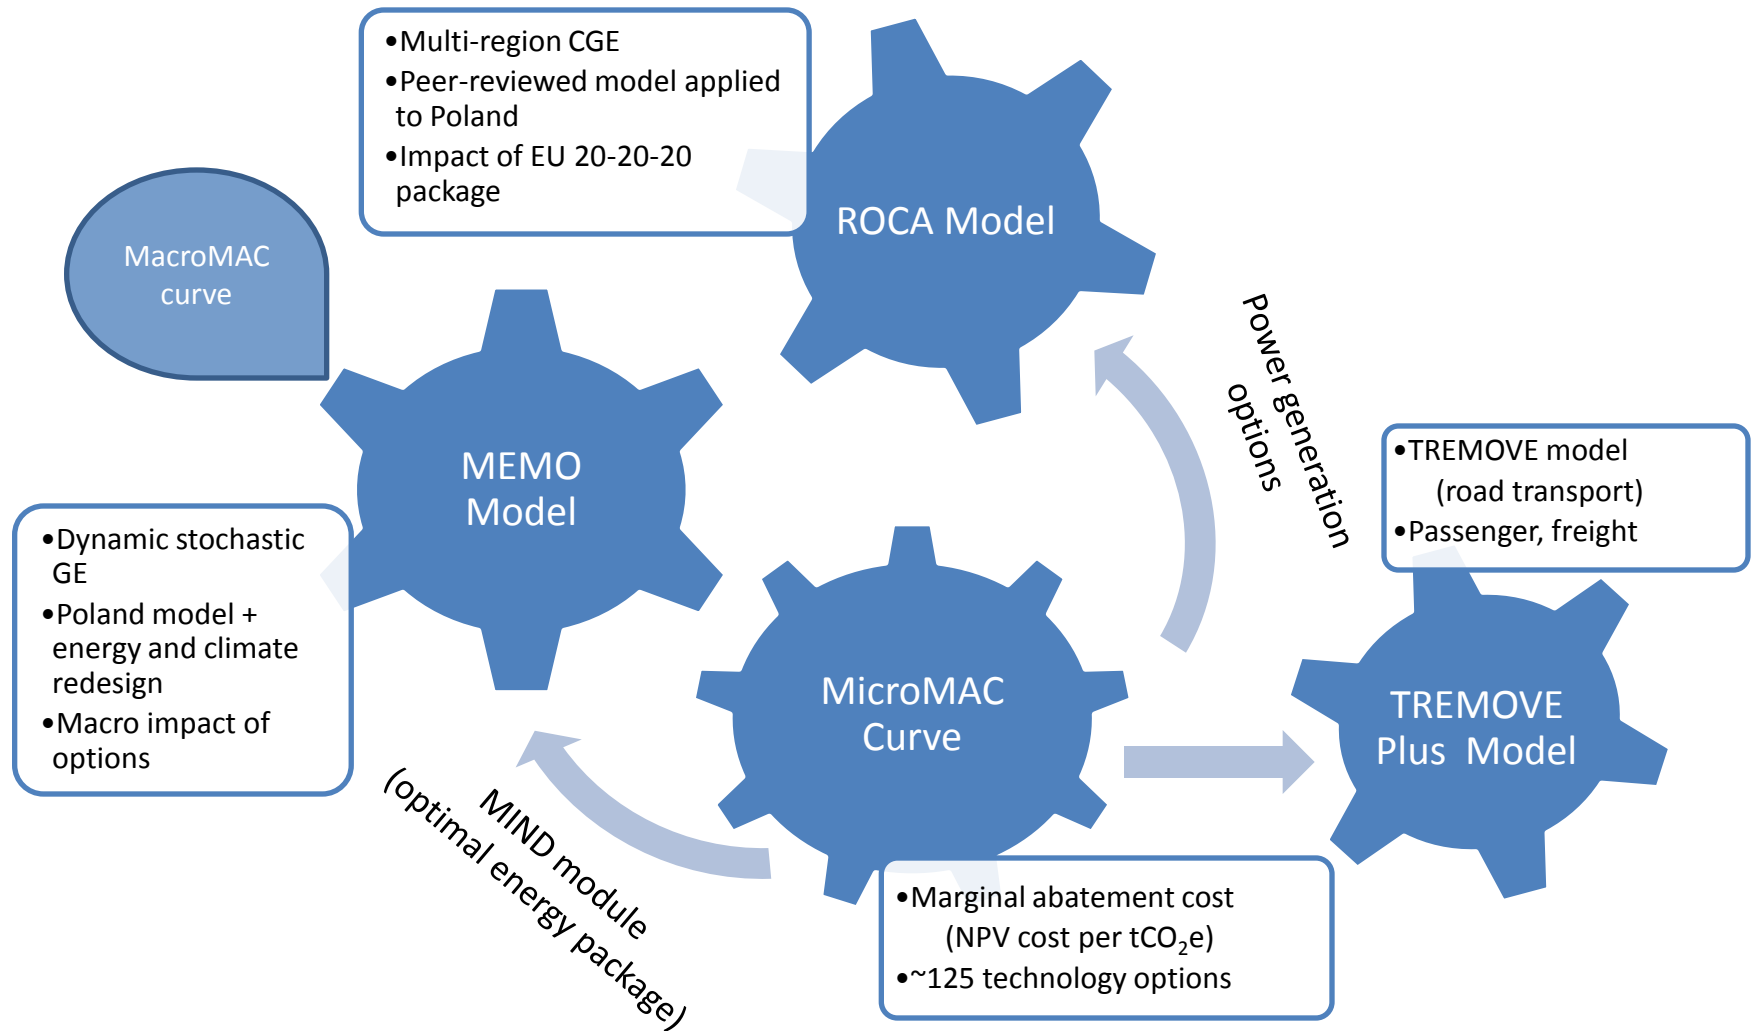 •Multi-region CGE
•Peer-reviewed model applied
to Poland
•Impact of EU 20-20-20
package
ROCA Model
MacroMAC
curve
MEMO
Model
Power generation
options
•TREMOVE model
(road transport)
•Passenger, freight
•Dynamic stochastic
GE
•Poland model +
energy and climate
redesign
•Macro impact of
options
MicroMAC
Curve
TREMOVE
Plus Model
MIND module
(optimal energy package)
•Marginal abatement cost
(NPV cost per tCO₂e)
•~125 technology options